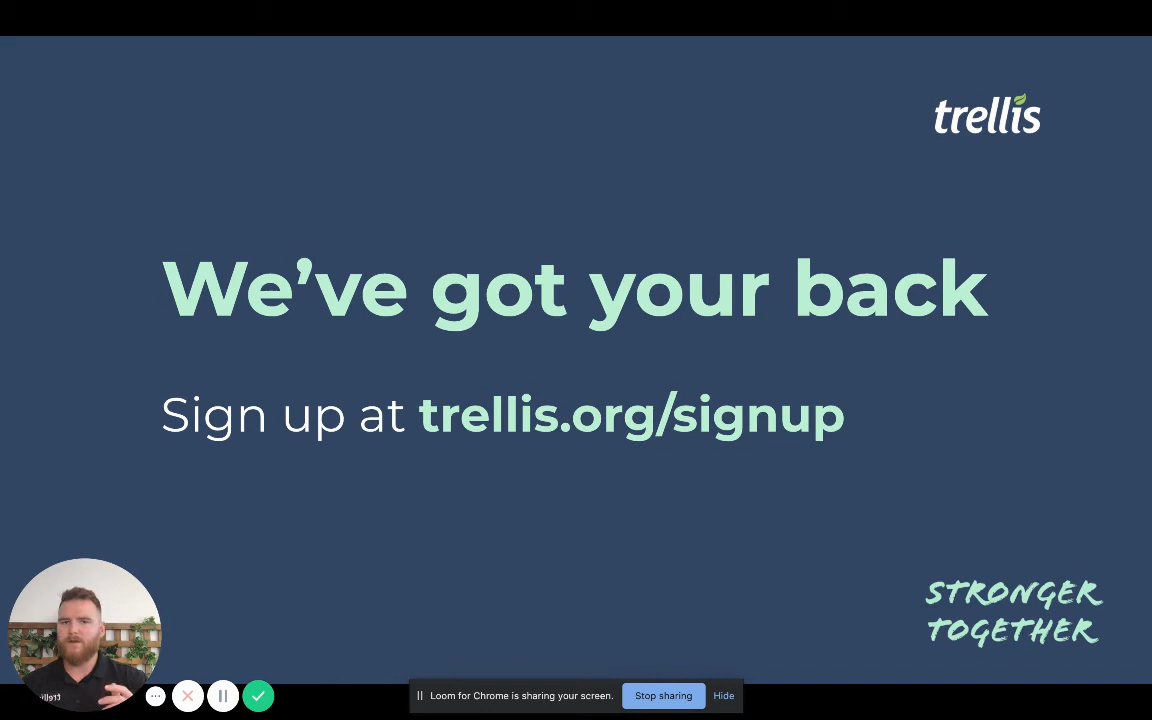 trellis
We've got your back
Sign up at trellis.org/signup
STRONGER
TOGETHER
trellis
Loom for Chrome is sharing your screen.
Stop sharing
Hide